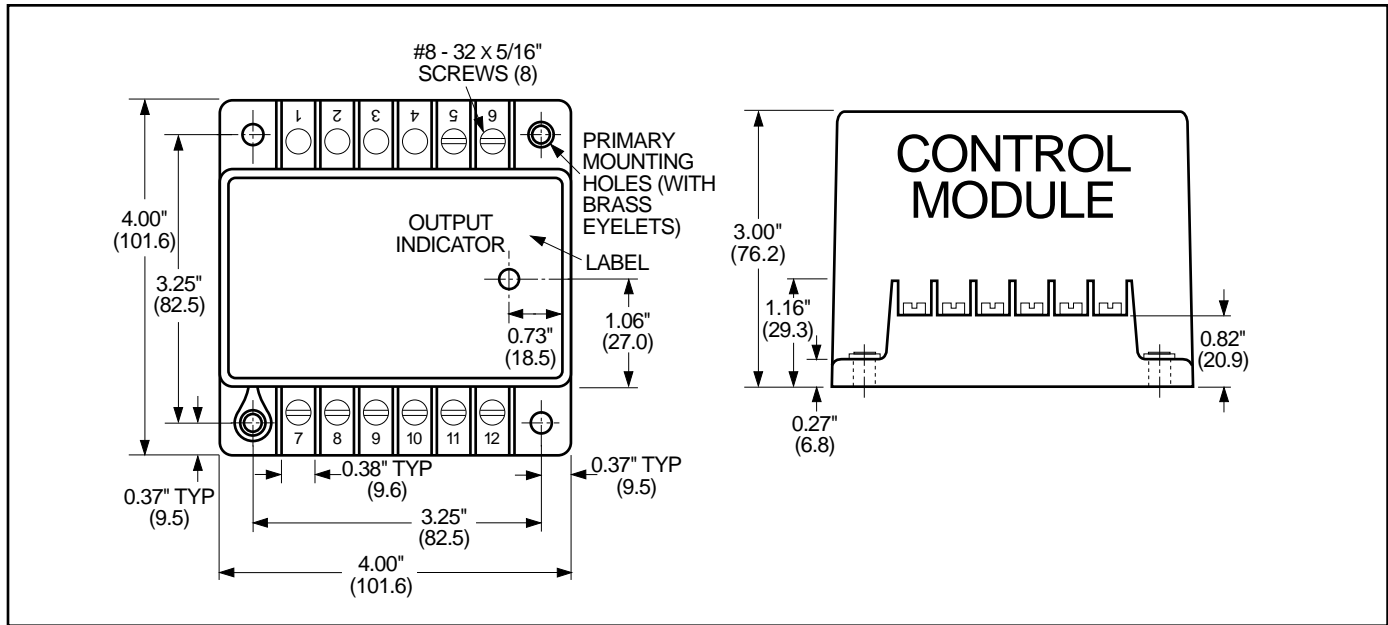 #8 - 32 X 5/16"
SCREWS (8)
1 2 3 4 5 6
PRIMARY
MOUNTING
HOLES (WITH
BRASS
EYELETS)
4.00"
(101.6)
3.25"
(82.5)
OUTPUT
INDICATOR
LABEL
0.73"
(18.5)
1.06"
(27.0)
7 8 9 10 11 12
0.37" TYP
(9.5)
0.38" TYP
(9.6)
0.37" TYP
(9.5)
3.25"
(82.5)
4.00"
(101.6)
CONTROL
MODULE
3.00"
(76.2)
1.16"
(29.3)
0.82"
(20.9)
0.27"
(6.8)